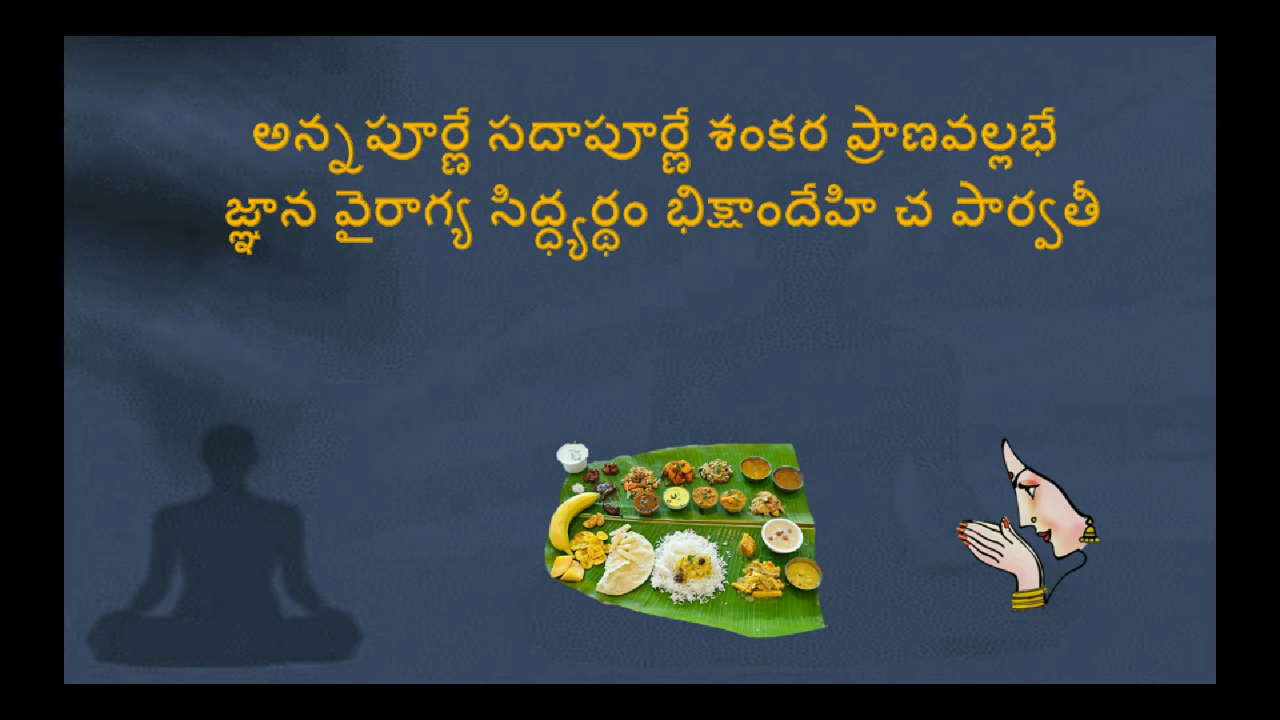 అన్నపూర్ణే సదాపూర్ణే శంకర ప్రాణవల్లభే
జ్ఞాన వైరాగ్య సిద్ధ్యర్థం భిక్షాందేహి చ పార్వతీ